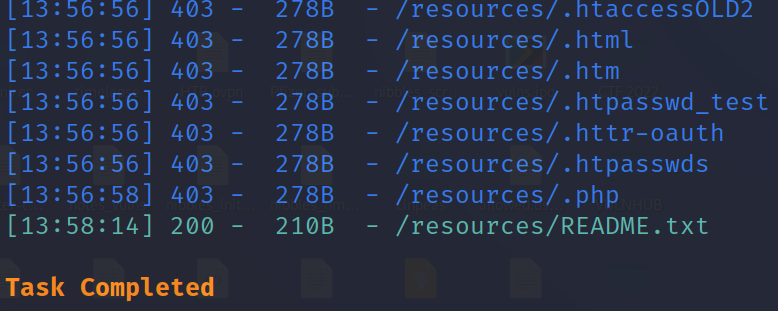 [13:56:56] 403 -  278B  - /resources/.htaccessOLD2
[13:56:56] 403 -  278B  - /resources/.html
[13:56:56] 403 -  278B  - /resources/.htm
[13:56:56] 403 -  278B  - /resources/.htpasswd_test
[13:56:56] 403 -  278B  - /resources/.httr-oauth
[13:56:56] 403 -  278B  - /resources/.htpasswds
[13:56:58] 403 -  278B  - /resources/.php
[13:58:14] 200 -  210B  - /resources/README.txt
Task Completed